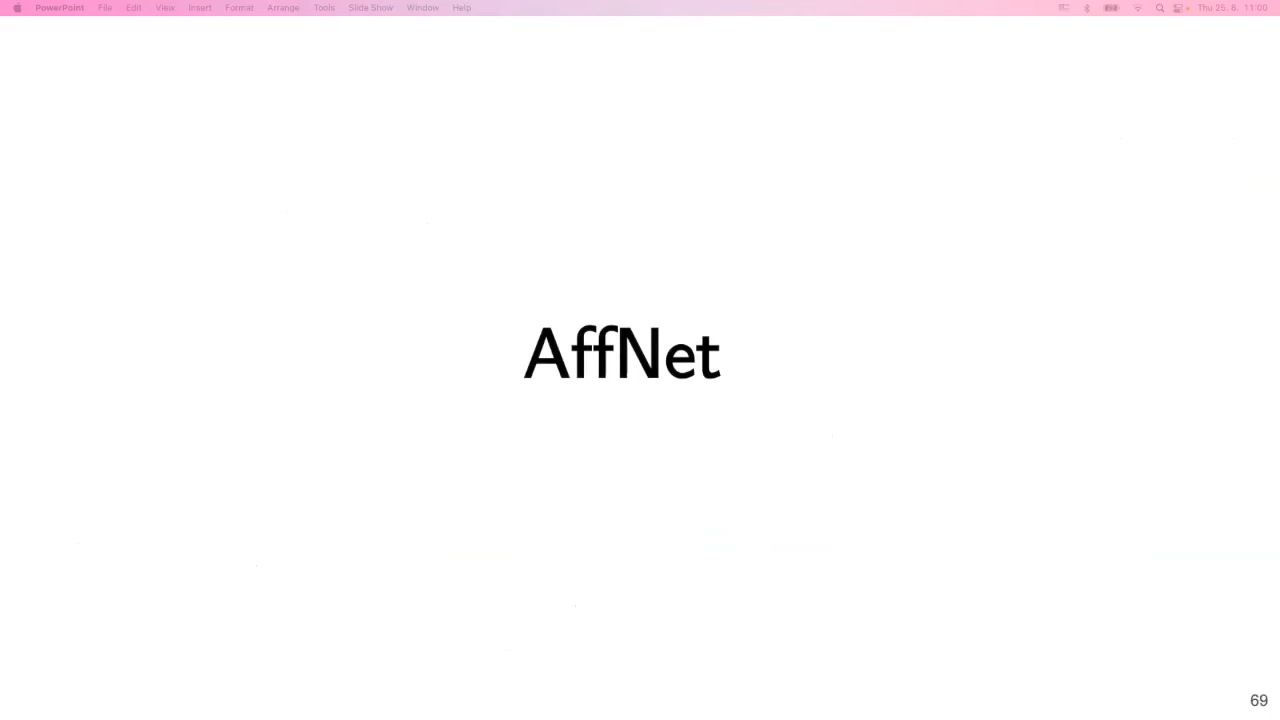 PowerPoint File Edit View Insert Format Arrange Tools Slide Show Window Help Thu 25. 8. 11:00
AffNet
69